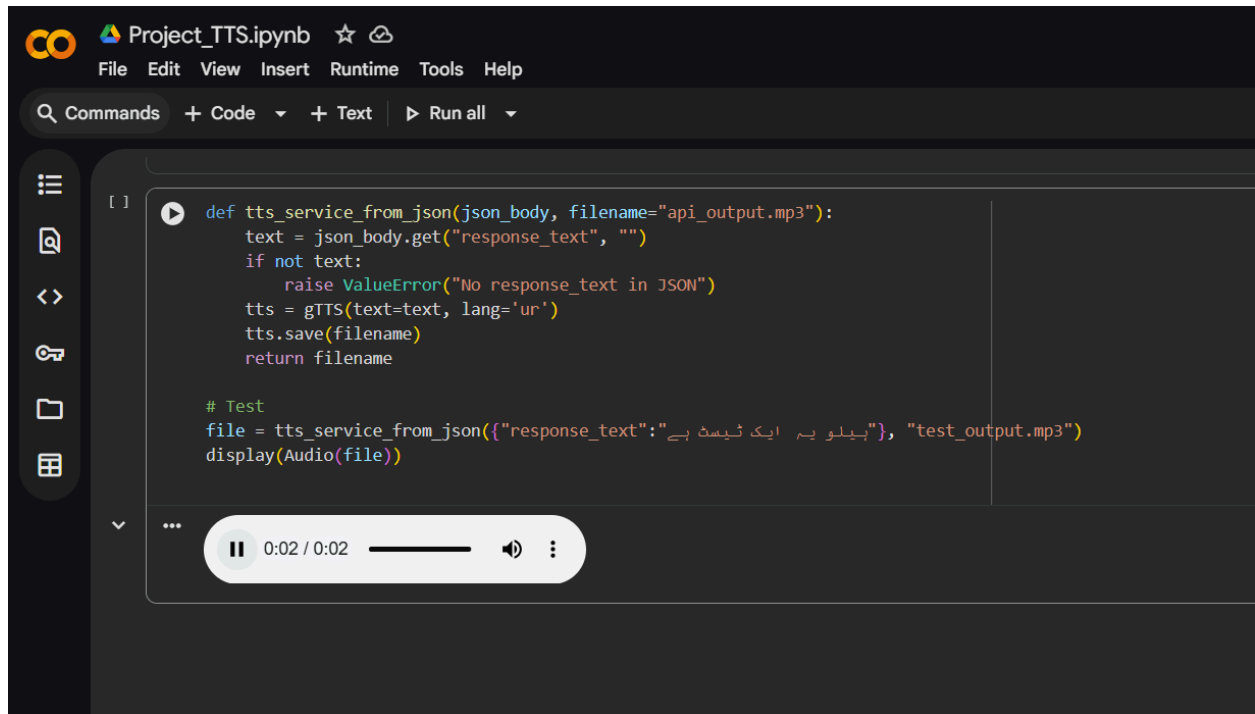 Project_TTS.ipynb
File Edit View Insert Runtime Tools Help
Commands + Code + Text Run all
[ ]
def tts_service_from_json(json_body, filename="api_output.mp3"):
    text = json_body.get("response_text", "")
    if not text:
        raise ValueError("No response_text in JSON")
    tts = gTTS(text=text, lang='ur')
    tts.save(filename)
    return filename
# Test
file = tts_service_from_json({"response_text":"ہیلو یہ ایک ٹیسٹ ہے"}, "test_output.mp3")
display(Audio(file))
0:02 / 0:02